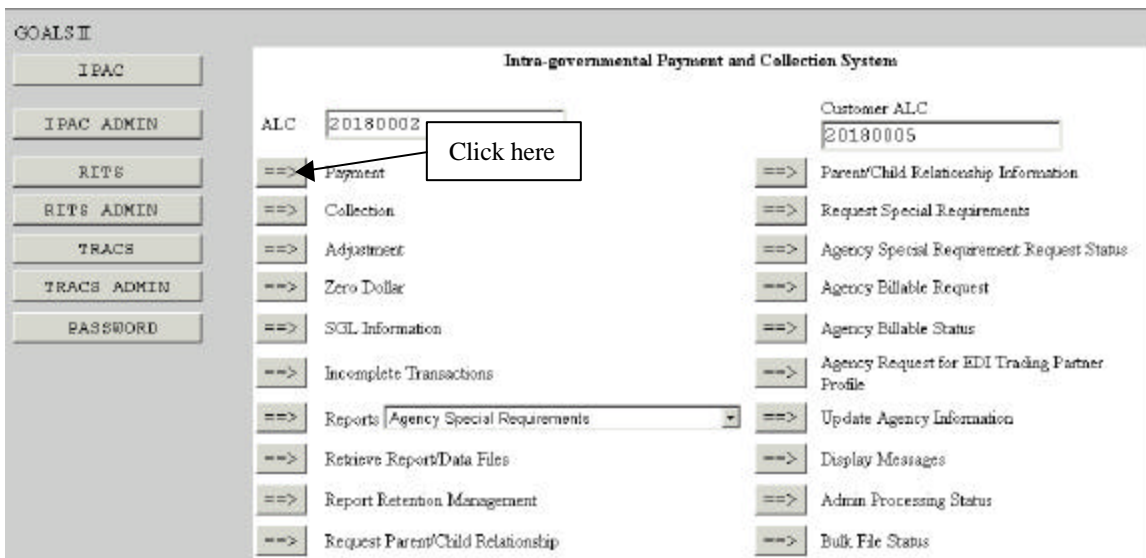 GOALS II
IPAC
IPAC ADMIN
RITS
RITS ADMIN
TRACS
TRACS ADMIN
PASSWORD
Intra-governmental Payment and Collection System
ALC 20180002
Customer ALC
20180005
Click here
==> Payment
==> Collection
==> Adjustment
==> Zero Dollar
==> SGL Information
==> Incomplete Transactions
==> Reports Agency Special Requirements
==> Retrieve Report/Data Files
==> Report Retention Management
==> Request Parent/Child Relationship
==> Parent/Child Relationship Information
==> Request Special Requirements
==> Agency Special Requirement Request Status
==> Agency Billable Request
==> Agency Billable Status
==> Agency Request for EDI Trading Partner
Profile
==> Update Agency Information
==> Display Messages
==> Admin Processing Status
==> Bulk File Status